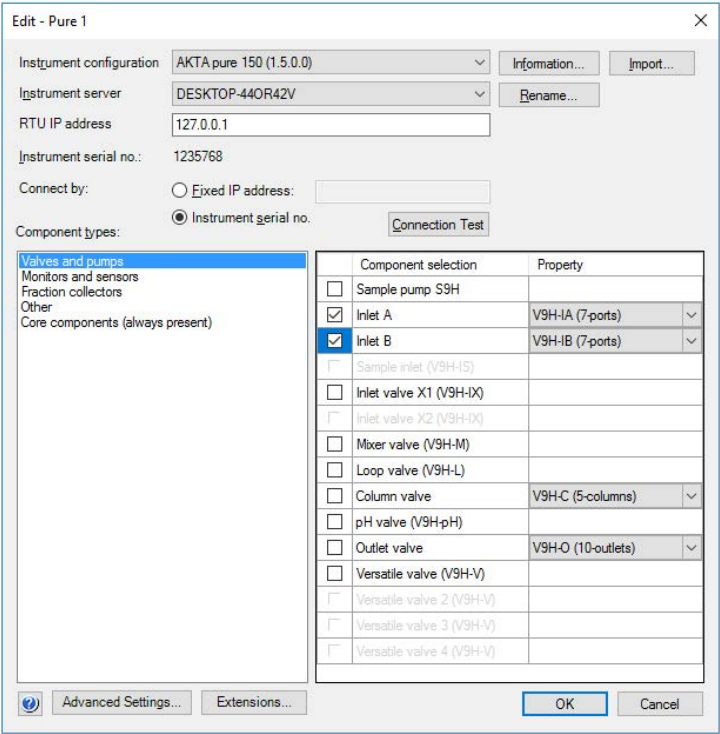 Edit - Pure 1
Instrument configuration AKTA pure 150 (1.5.0.0) Information... Import...
Instrument server DESKTOP-44OR42V Rename...
RTU IP address 127.0.0.1
Instrument serial no.: 1235768
Connect by: Fixed IP address:
Instrument serial no. Connection Test
Component types:
Valves and pumps
Monitors and sensors
Fraction collectors
Other
Core components (always present)
Component selection Property
Sample pump S9H
Inlet A V9H-IA (7-ports)
Inlet B V9H-IB (7-ports)
Sample inlet (V9H-IS)
Inlet valve X1 (V9H-IX)
Inlet valve X2 (V9H-IX)
Mixer valve (V9H-M)
Loop valve (V9H-L)
Column valve V9H-C (5-columns)
pH valve (V9H-pH)
Outlet valve V9H-O (10-outlets)
Versatile valve (V9H-V)
Versatile valve 2 (V9H-V)
Versatile valve 3 (V9H-V)
Versatile valve 4 (V9H-V)
Advanced Settings... Extensions... OK Cancel